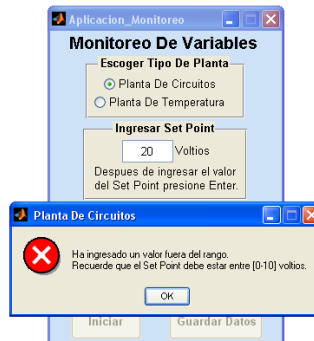 Aplicacion_Monitoreo
Monitoreo De Variables
Escoger Tipo De Planta
Planta De Circuitos
Planta De Temperatura
Ingresar Set Point
20 Voltios
Despues de ingresar el valor
del Set Point presione Enter.
Planta De Circuitos
Ha ingresado un valor fuera del rango.
Recuerde que el Set Point debe estar entre [0-10] voltios.
OK
Iniciar Guardar Datos